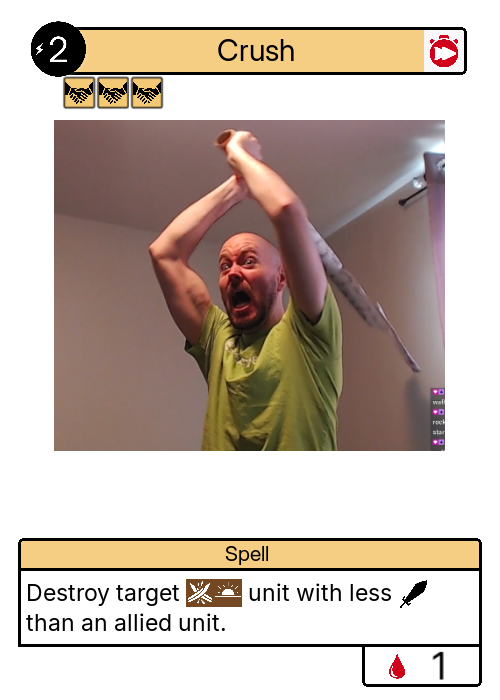 2
Crush
Spell
Destroy target unit with less
than an allied unit.
1